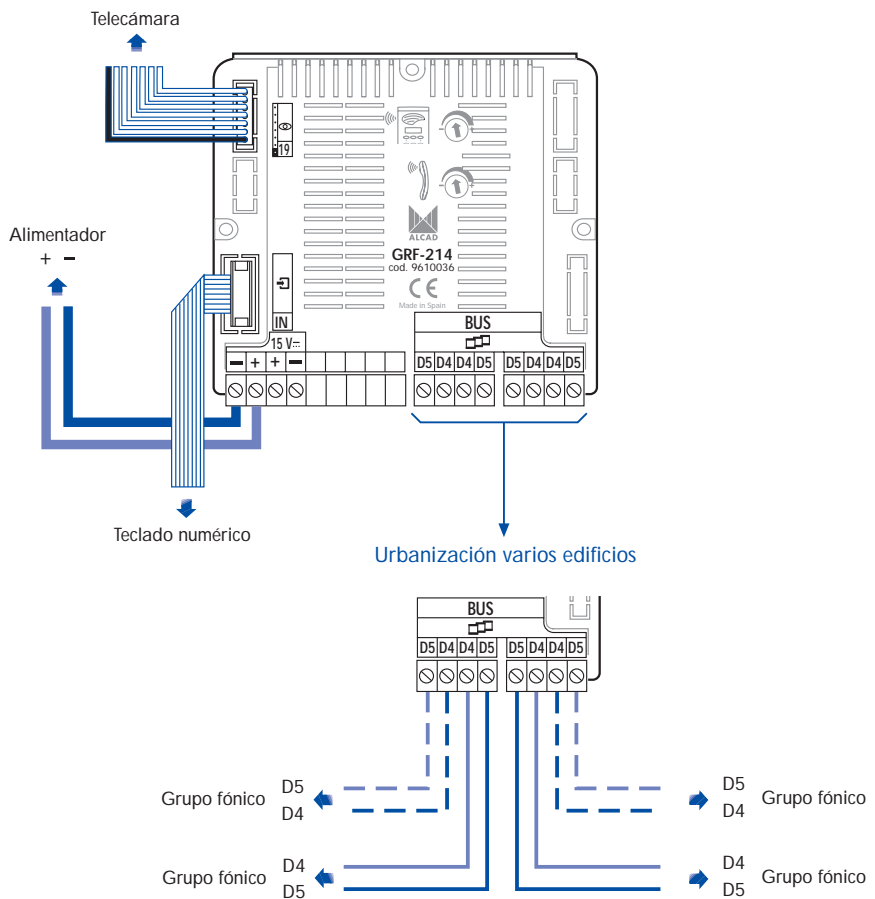 Telecámara
19
- +
- +
ALCAD
GRF-214
cod. 9610036
CE
Made in Spain
Alimentador
+ −
IN
15 V
− + + −
BUS
D5 D4 D4 D5 D5 D4 D4 D5
Teclado numérico
Urbanización varios edificios
BUS
D5 D4 D4 D5 D5 D4 D4 D5
Grupo fónico D5
D4
D5 Grupo fónico
D4
Grupo fónico D4
D5
D4 Grupo fónico
D5